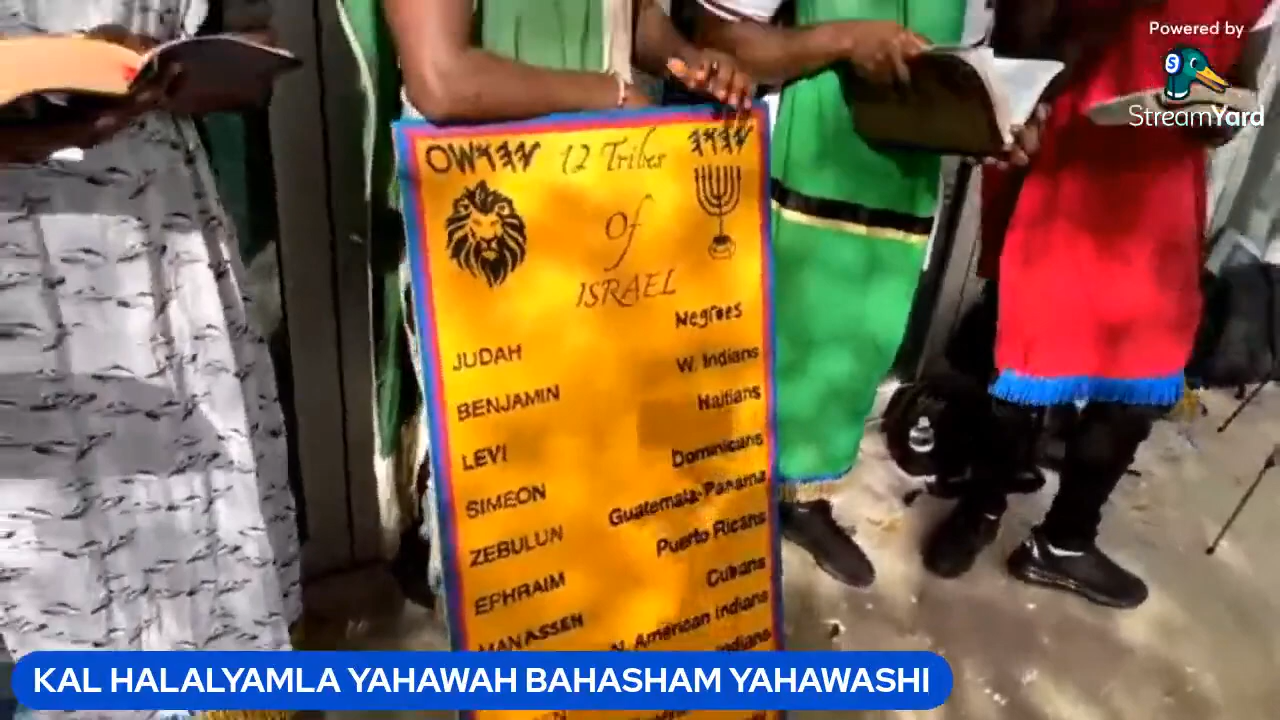 Powered by
StreamYard
12 Tribes
Of
ISRAEL
Negroes
JUDAH W. Indians
BENJAMIN Haitians
LEVI Dominicans
SIMEON Guatemala-Panama
ZEBULUN Puerto Ricans
EPHRAIM Cubans
MANASSEH N. American Indians
Indians
KAL HALALYAMLA YAHAWAH BAHASHAM YAHAWASHI